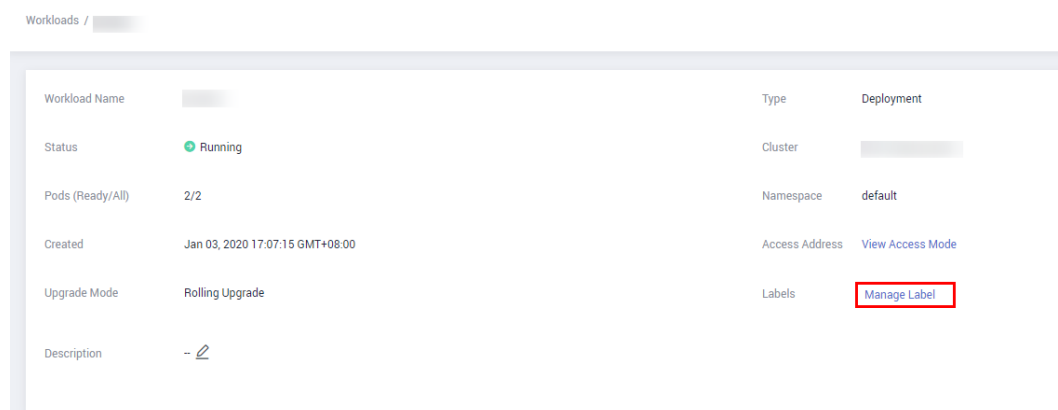 Workloads /
Workload Name
Type Deployment
Status Running
Cluster
Pods (Ready/All) 2/2
Namespace default
Created Jan 03, 2020 17:07:15 GMT+08:00
Access Address View Access Mode
Upgrade Mode Rolling Upgrade
Labels Manage Label
Description --